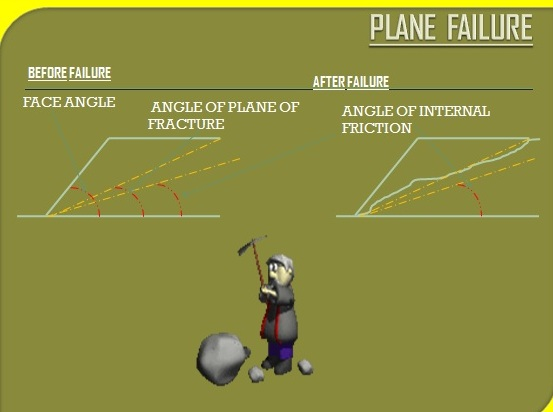 PLANE FAILURE
BEFORE FAILURE
AFTER FAILURE
FACE ANGLE
ANGLE OF PLANE OF
FRACTURE
ANGLE OF INTERNAL
FRICTION